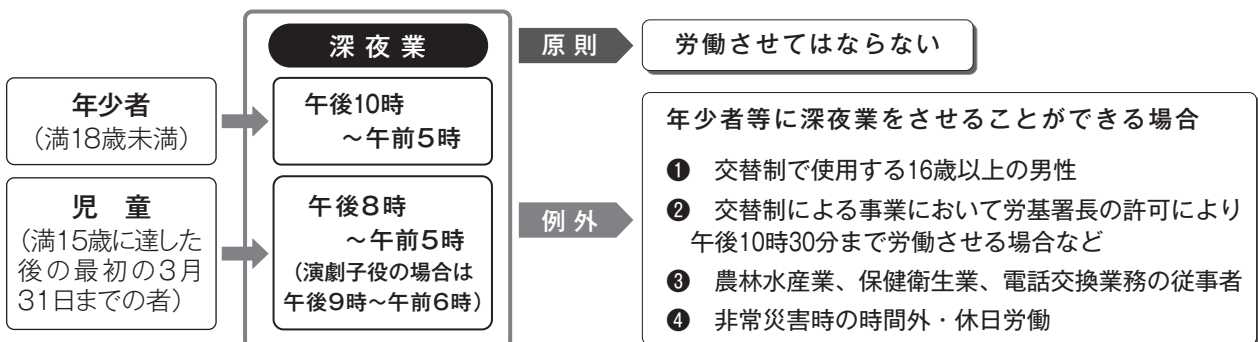 深夜業
原則
労働させてはならない
年少者
(満18歳未満)
午後10時
～午前5時
児童
(満15歳に達した
後の最初の3月
31日までの者)
午後8時
～午前5時
(演劇子役の場合は
午後9時～午前6時)
例外
年少者等に深夜業をさせることができる場合
❶ 交替制で使用する16歳以上の男性
❷ 交替制による事業において労基署長の許可により
午後10時30分まで労働させる場合など
❸ 農林水産業、保健衛生業、電話交換業務の従事者
❹ 非常災害時の時間外・休日労働